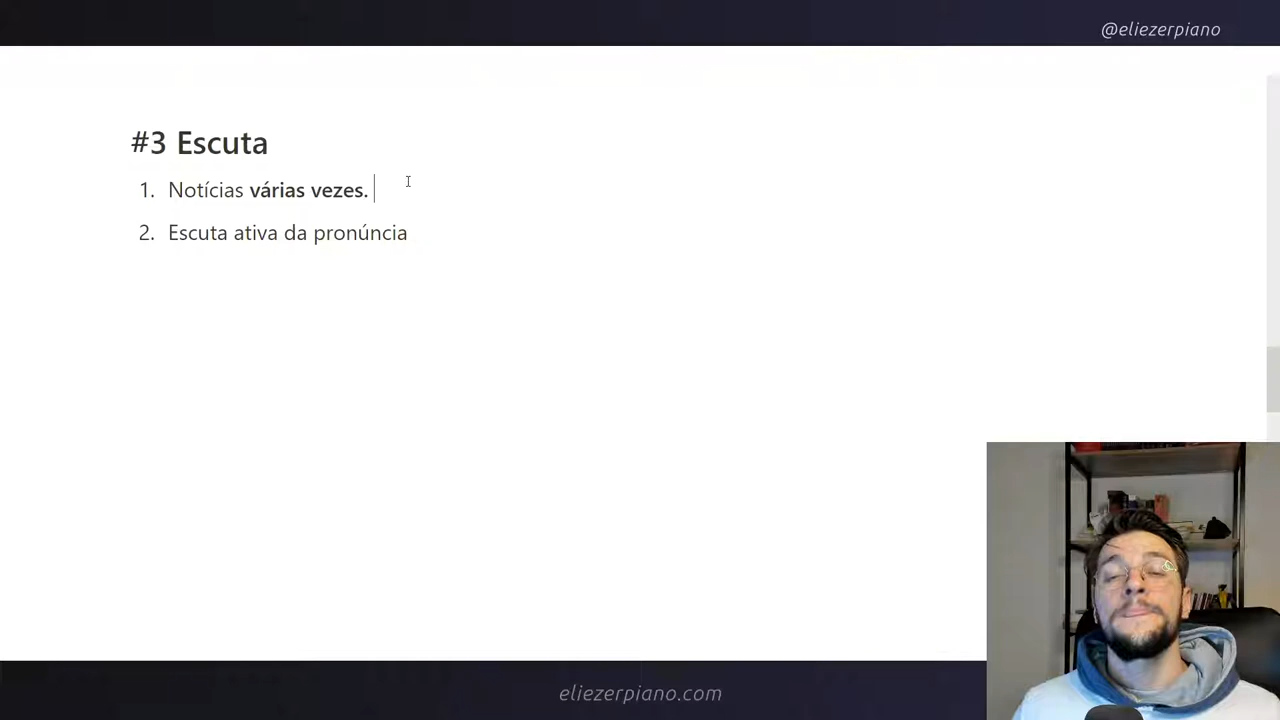 @eliezerpiano
#3 Escuta
1. Notícias várias vezes.
2. Escuta ativa da pronúncia
eliezerpiano.com